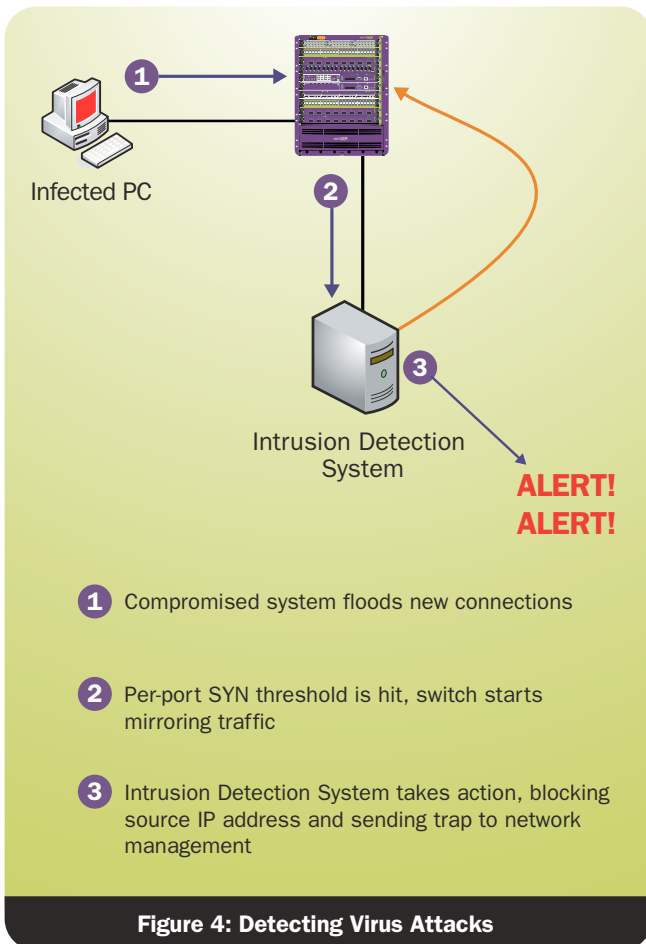 1
Infected PC
2
3
Intrusion Detection
System
ALERT!
ALERT!
1 Compromised system floods new connections
2 Per-port SYN threshold is hit, switch starts
mirroring traffic
3 Intrusion Detection System takes action, blocking
source IP address and sending trap to network
management
Figure 4: Detecting Virus Attacks